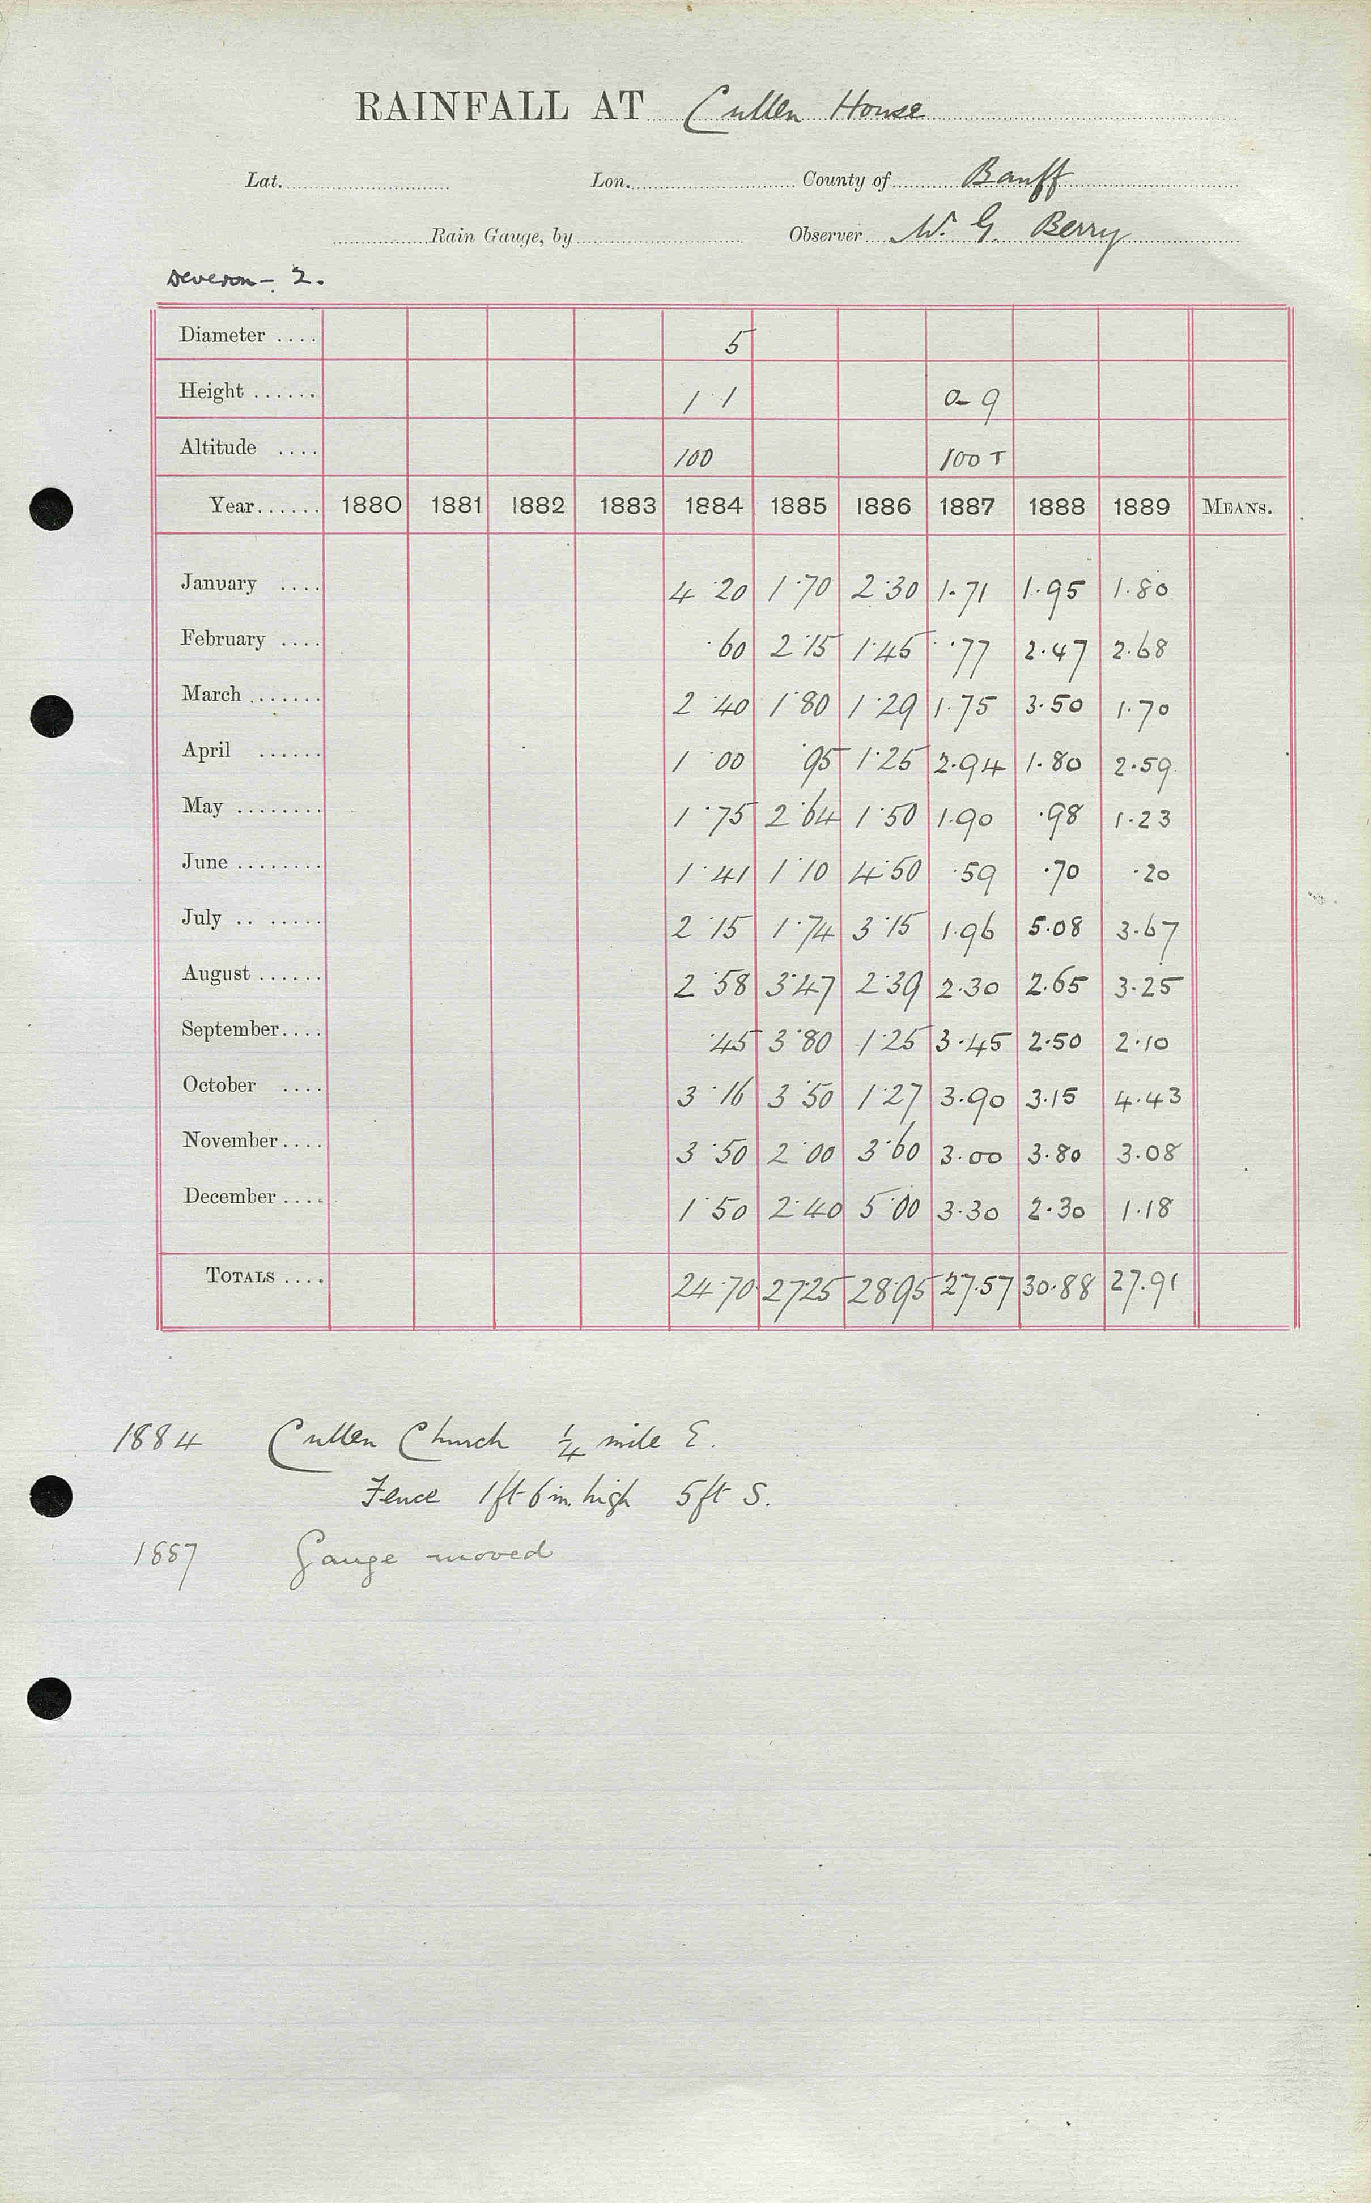 RAINFALL AT Cullen House
Lat. Lon. County of Banff
Rain Gauge, by Observer W. G. Berry
Deveron - 2.
Diameter .... 5
Height ...... 1 1 0-9
Altitude .... 100 100 T
Year...... 1880 1881 1882 1883 1884 1885 1886 1887 1888 1889 MEANS.
January .... 4.20 1.70 2.30 1.71 1.95 1.80
February .... .60 2.15 1.45 .77 2.47 2.68
March ...... 2.40 1.80 1.29 1.75 3.50 1.70
April ...... 1.00 .95 1.25 2.94 1.80 2.59
May ........ 1.75 2.64 1.50 1.90 .98 1.23
June ........ 1.41 1.10 4.50 .59 .70 .20
July .. ..... 2.15 1.74 3.15 1.96 5.08 3.67
August ...... 2.58 3.47 2.39 2.30 2.65 3.25
September.... .45 3.80 1.25 3.45 2.50 2.10
October .... 3.16 3.50 1.27 3.90 3.15 4.43
November.... 3.50 2.00 3.60 3.00 3.80 3.08
December .... 1.50 2.40 5.00 3.30 2.30 1.18
TOTALS .... 24.70 27.25 28.95 27.57 30.88 27.91
1884 Cullen Church ¼ mile E.
Fence 1ft 6in. high 5ft S.
1887 Gauge moved